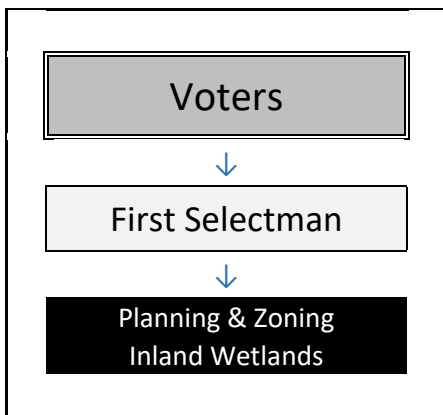 Voters
↓
First Selectman
↓
Planning & Zoning
Inland Wetlands